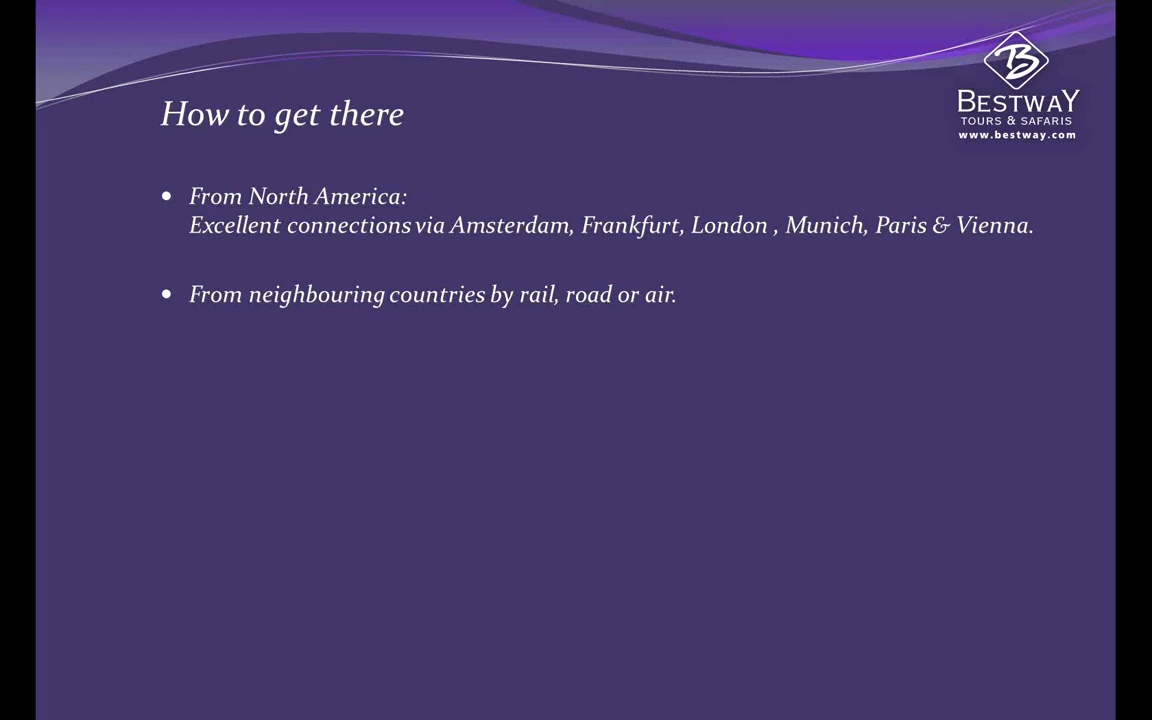 BESTWAY
TOURS & SAFARIS
www.bestway.com
How to get there
• From North America:
Excellent connections via Amsterdam, Frankfurt, London , Munich, Paris & Vienna.
• From neighbouring countries by rail, road or air.